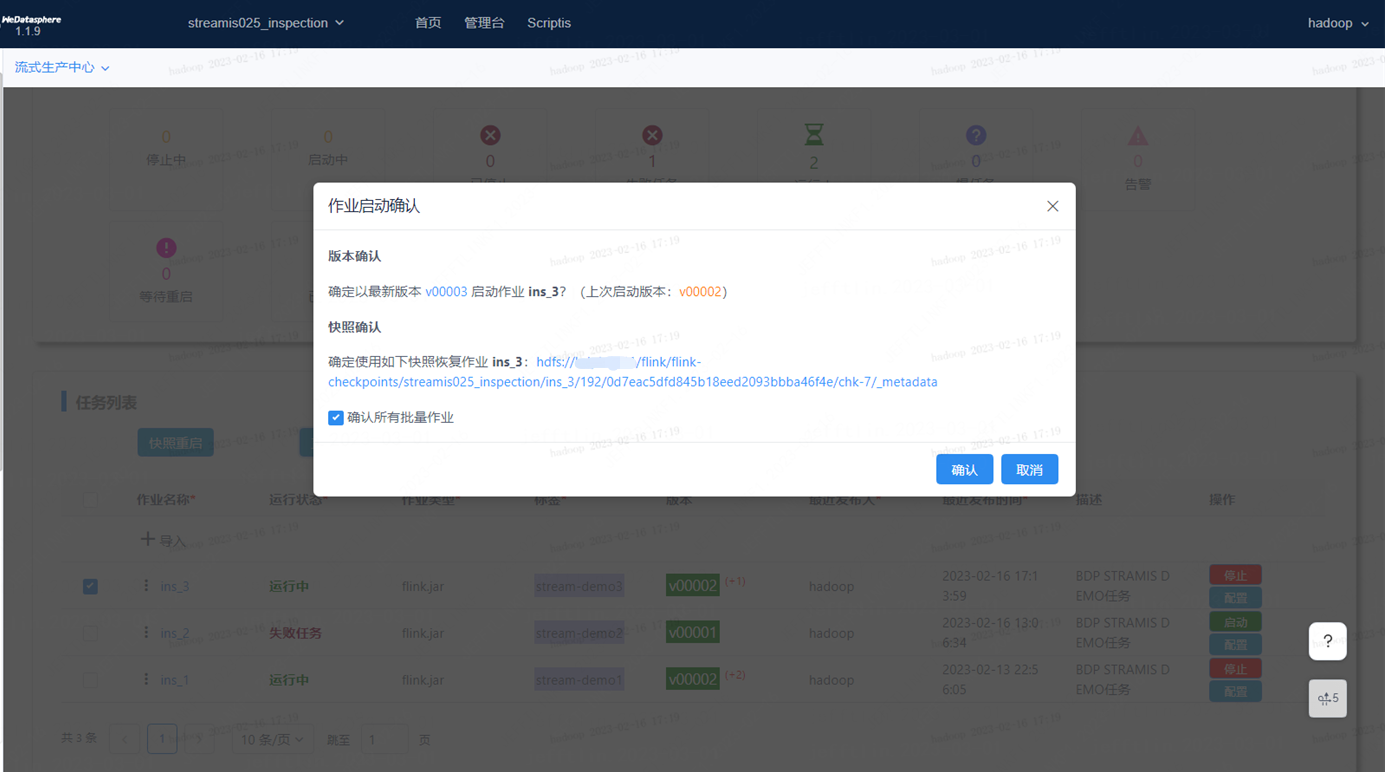 WeDatasphere
1.1.9
streamis025_inspection
首页
管理台
Scriptis
hadoop
流式生产中心
hadoop 2023-02-16 17:19
0
停止中
0
启动中
0
1
2
0
0
告警
0
等待重启
作业启动确认
版本确认
确定以最新版本 v00003 启动作业 ins_3? (上次启动版本: v00002)
快照确认
确定使用如下快照恢复作业 ins_3: hdfs:// /flink/flink-
checkpoints/streamis025_inspection/ins_3/192/0d7eac5dfd845b18eed2093bbba46f4e/chk-7/_metadata
确认所有批量作业
确认
取消
任务列表
快照重启
作业名称* 运行状态* 作业类型* 标签* 版本 最近发布人* 最近发布时间* 描述 操作
导入
ins_3 运行中 flink.jar stream-demo3 v00002 (+1) hadoop 2023-02-16 17:1 BDP STRAMIS D 停止
3:59 EMO任务 配置
ins_2 失败任务 flink.jar stream-demo2 v00001 hadoop 2023-02-16 13:0 BDP STRAMIS D 启动
6:34 EMO任务 配置
ins_1 运行中 flink.jar stream-demo1 v00002 (+2) hadoop 2023-02-13 22:5 BDP STRAMIS D 停止
6:05 EMO任务 配置
共 3 条 1 10 条/页 跳至 1 页
?
5